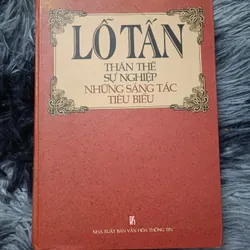 LỖ TẤN
THÂN THẾ
SỰ NGHIỆP
NHỮNG SÁNG TÁC
TIÊU BIỂU
NHÀ XUẤT BẢN VĂN HÓA THÔNG TIN